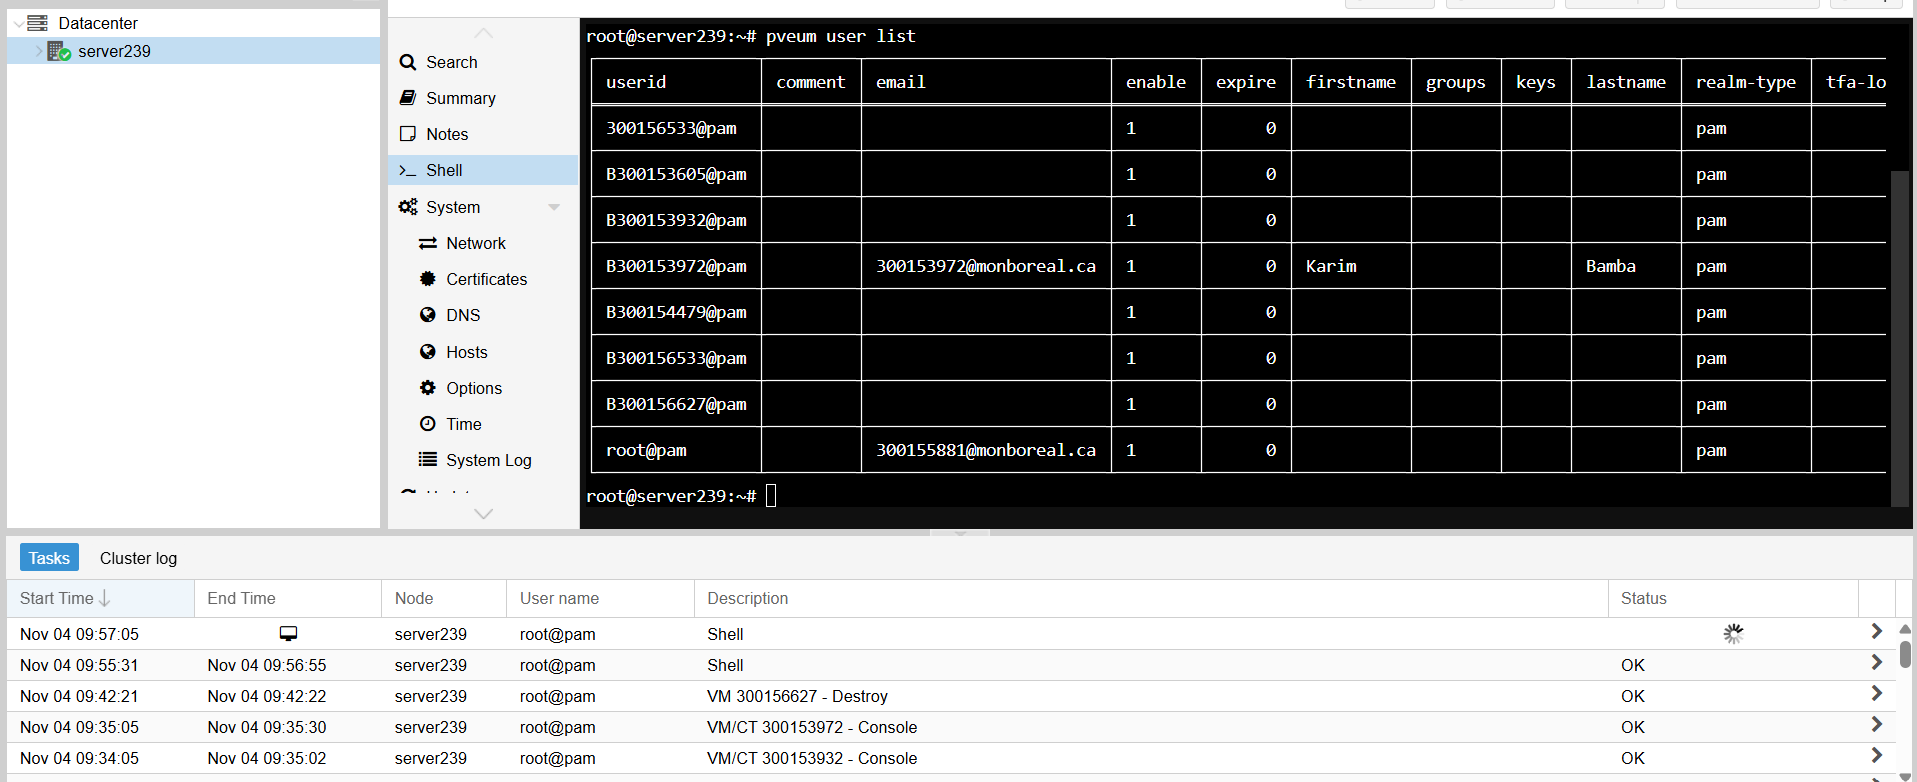 Datacenter
server239
Search
Summary
Notes
Shell
System
Network
Certificates
DNS
Hosts
Options
Time
System Log
root@server239:~# pveum user list
userid comment email enable expire firstname groups keys lastname realm-type tfa-lo
300156533@pam 1 0 pam
B300153605@pam 1 0 pam
B300153932@pam 1 0 pam
B300153972@pam 300153972@monboreal.ca 1 0 Karim Bamba pam
B300154479@pam 1 0 pam
B300156533@pam 1 0 pam
B300156627@pam 1 0 pam
root@pam 300155881@monboreal.ca 1 0 pam
root@server239:~#
Tasks Cluster log
Start Time End Time Node User name Description Status
Nov 04 09:57:05 server239 root@pam Shell
Nov 04 09:55:31 Nov 04 09:56:55 server239 root@pam Shell OK
Nov 04 09:42:21 Nov 04 09:42:22 server239 root@pam VM 300156627 - Destroy OK
Nov 04 09:35:05 Nov 04 09:35:30 server239 root@pam VM/CT 300153972 - Console OK
Nov 04 09:34:05 Nov 04 09:35:02 server239 root@pam VM/CT 300153932 - Console OK